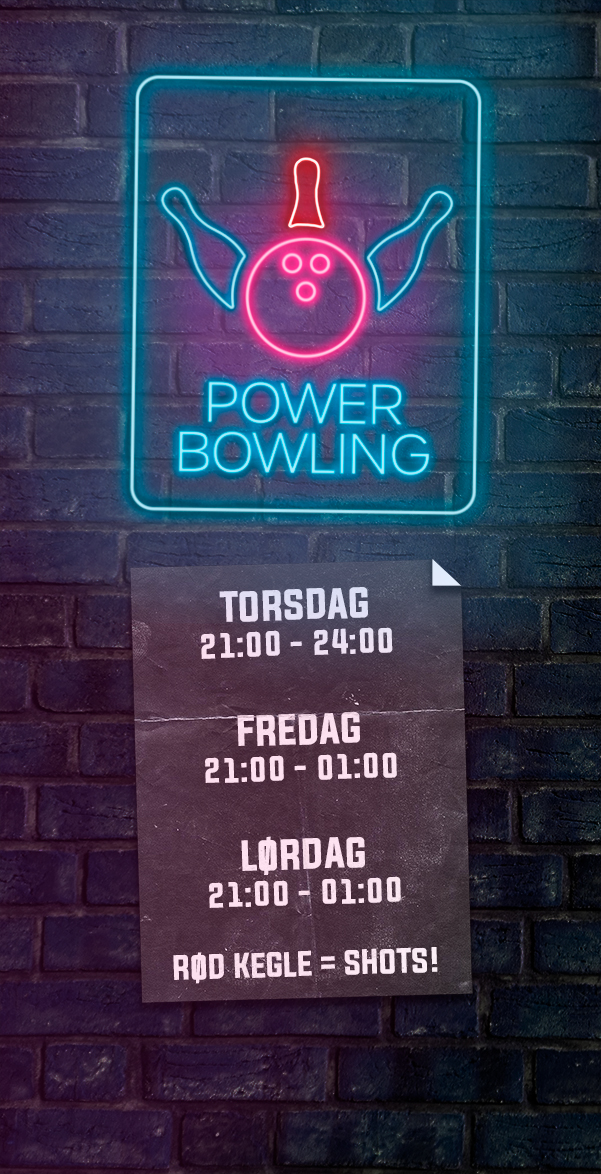 POWER
BOWLING
TORSDAG
21:00 - 24:00
FREDAG
21:00 - 01:00
LØRDAG
21:00 - 01:00
RØD KEGLE = SHOTS!